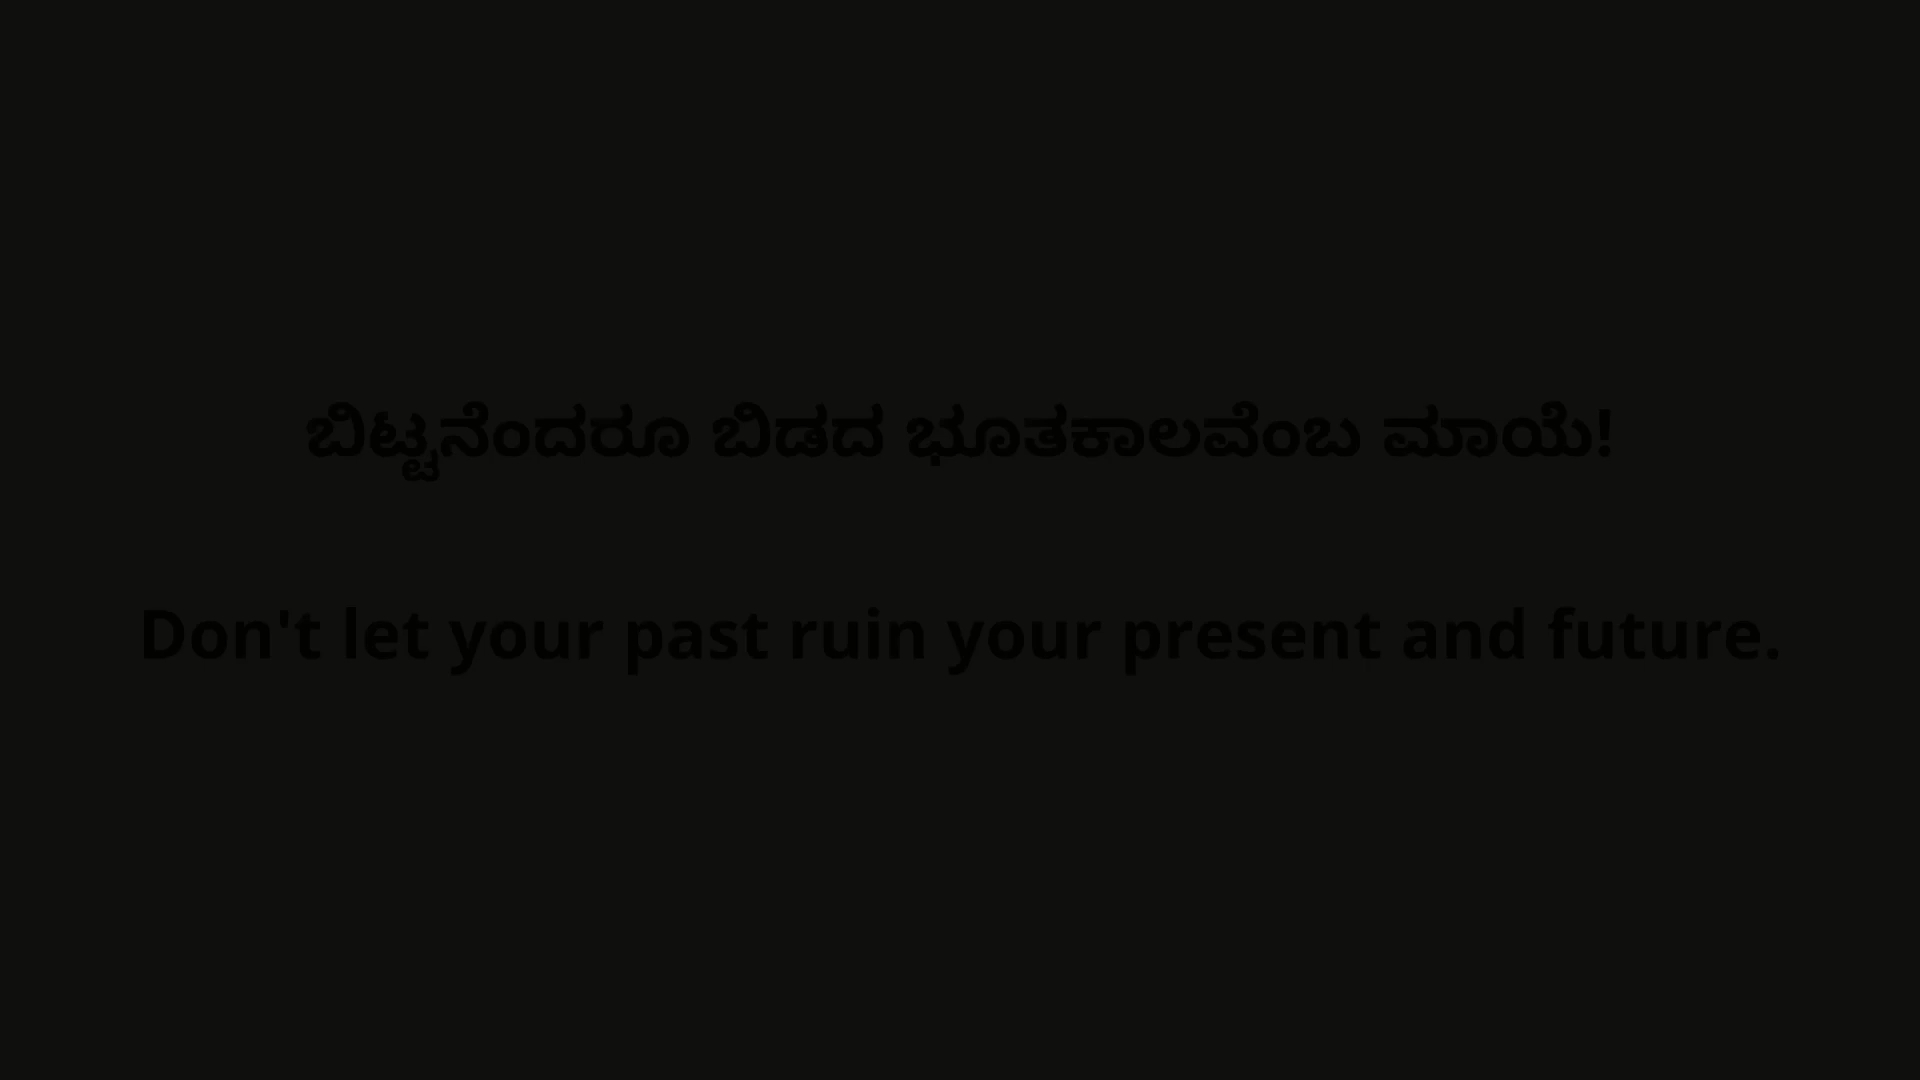 ಬಿಟ್ಟನೆಂದರೂ ಬಿಡದ ಭೂತಕಾಲವೆಂಬ ಮಾಯೆ!
Don't let your past ruin your present and future.